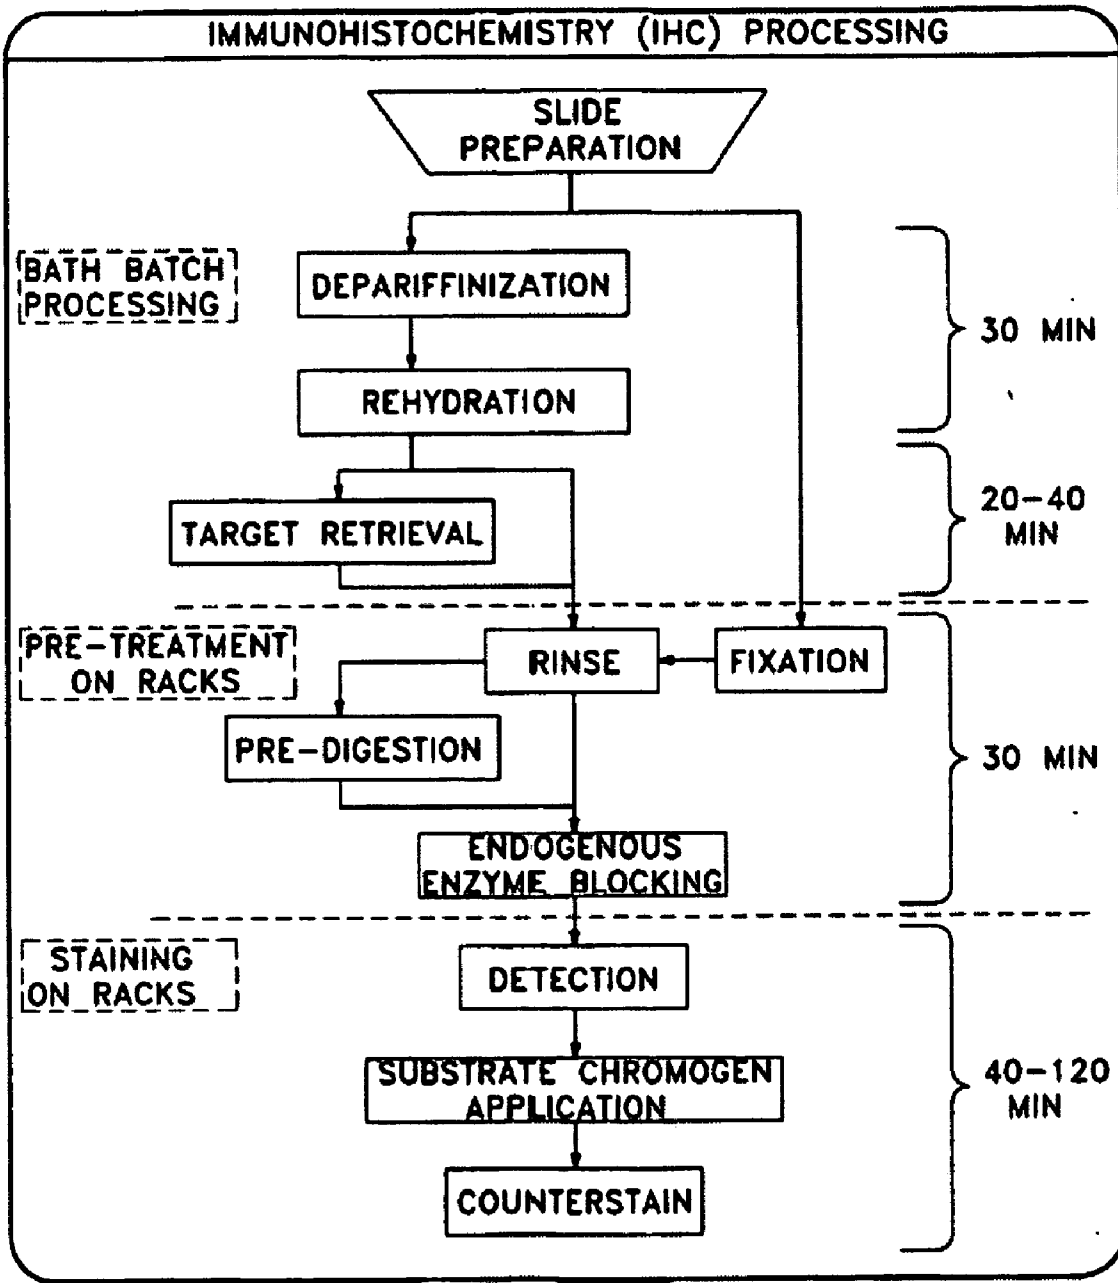 IMMUNOHISTOCHEMISTRY (IHC) PROCESSING
SLIDE
PREPARATION
BATH BATCH
PROCESSING
DEPARIFFINIZATION
30 MIN
REHYDRATION
TARGET RETRIEVAL
20-40
MIN
PRE-TREATMENT
ON RACKS
RINSE
FIXATION
PRE-DIGESTION
30 MIN
ENDOGENOUS
ENZYME BLOCKING
STAINING
ON RACKS
DETECTION
SUBSTRATE CHROMOGEN
APPLICATION
40-120
MIN
COUNTERSTAIN